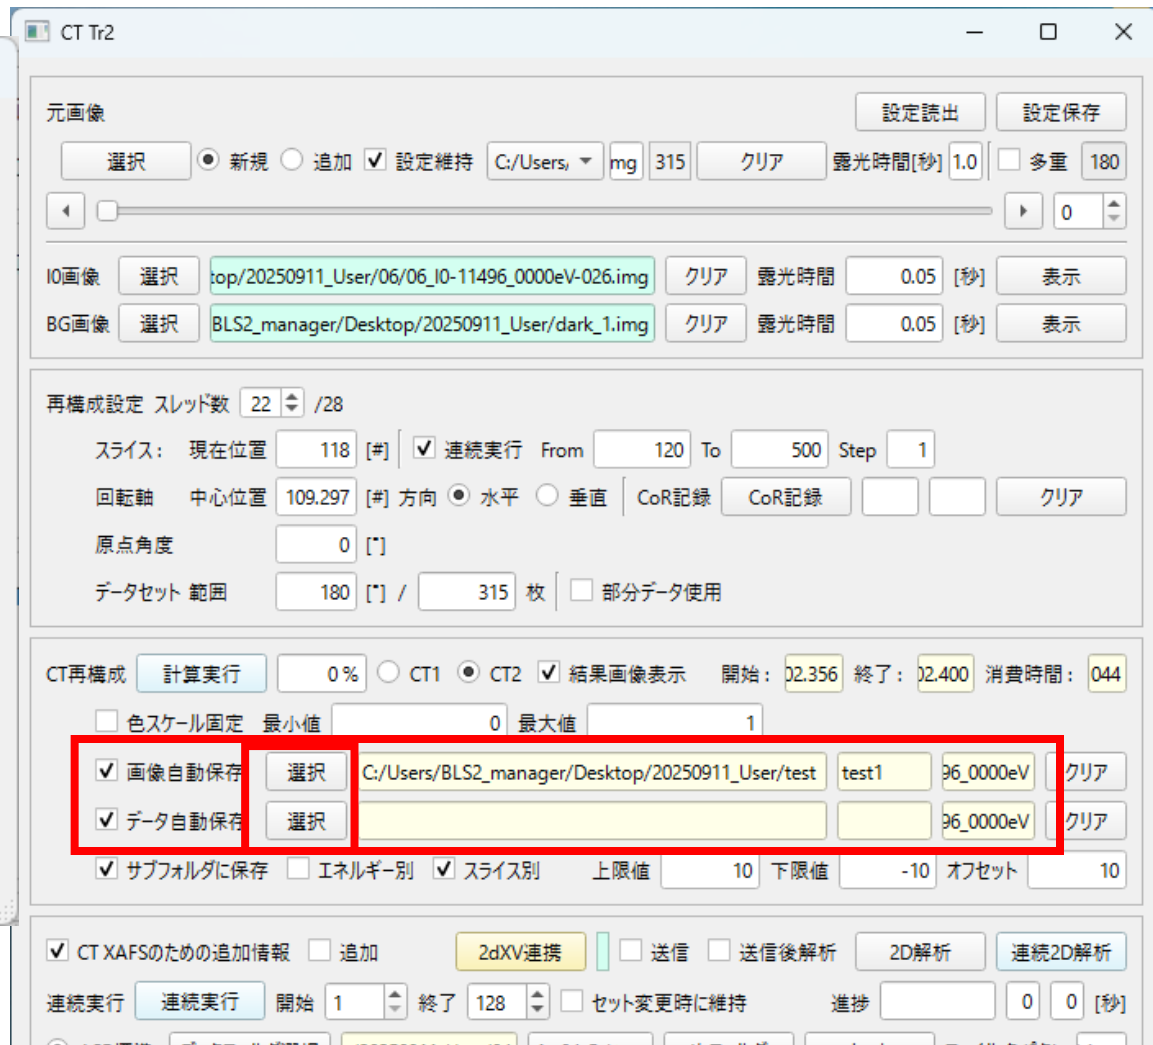 CT Tr2
元画像 設定読出 設定保存
選択 新規 追加 設定維持 C:/Users/ mg 315 クリア 露光時間[秒] 1.0 多重 180
0
I0画像 選択 top/20250911_User/06/06_I0-11496_0000eV-026.img クリア 露光時間 0.05 [秒] 表示
BG画像 選択 BLS2_manager/Desktop/20250911_User/dark_1.img クリア 露光時間 0.05 [秒] 表示
再構成設定 スレッド数 22 /28
スライス: 現在位置 118 [#] 連続実行 From 120 To 500 Step 1
回転軸 中心位置 109.297 [#] 方向 水平 垂直 CoR記録 CoR記録 クリア
原点角度 0 [°]
データセット 範囲 180 [°] / 315 枚 部分データ使用
CT再構成 計算実行 0 % CT1 CT2 結果画像表示 開始: 02.356 終了: 02.400 消費時間: 044
色スケール固定 最小値 0 最大値 1
画像自動保存 選択 C:/Users/BLS2_manager/Desktop/20250911_User/test test1 96_0000eV クリア
データ自動保存 選択 96_0000eV クリア
サブフォルダに保存 エネルギー別 スライス別 上限値 10 下限値 -10 オフセット 10
CT XAFSのための追加情報 追加 2dXV連携 送信 送信後解析 2D解析 連続2D解析
連続実行 連続実行 開始 1 終了 128 セット変更時に維持 進捗 0 0 [秒]